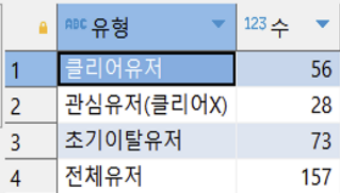 ABC 유형 123 수
1 클리어유저 56
2 관심유저(클리어X) 28
3 초기이탈유저 73
4 전체유저 157